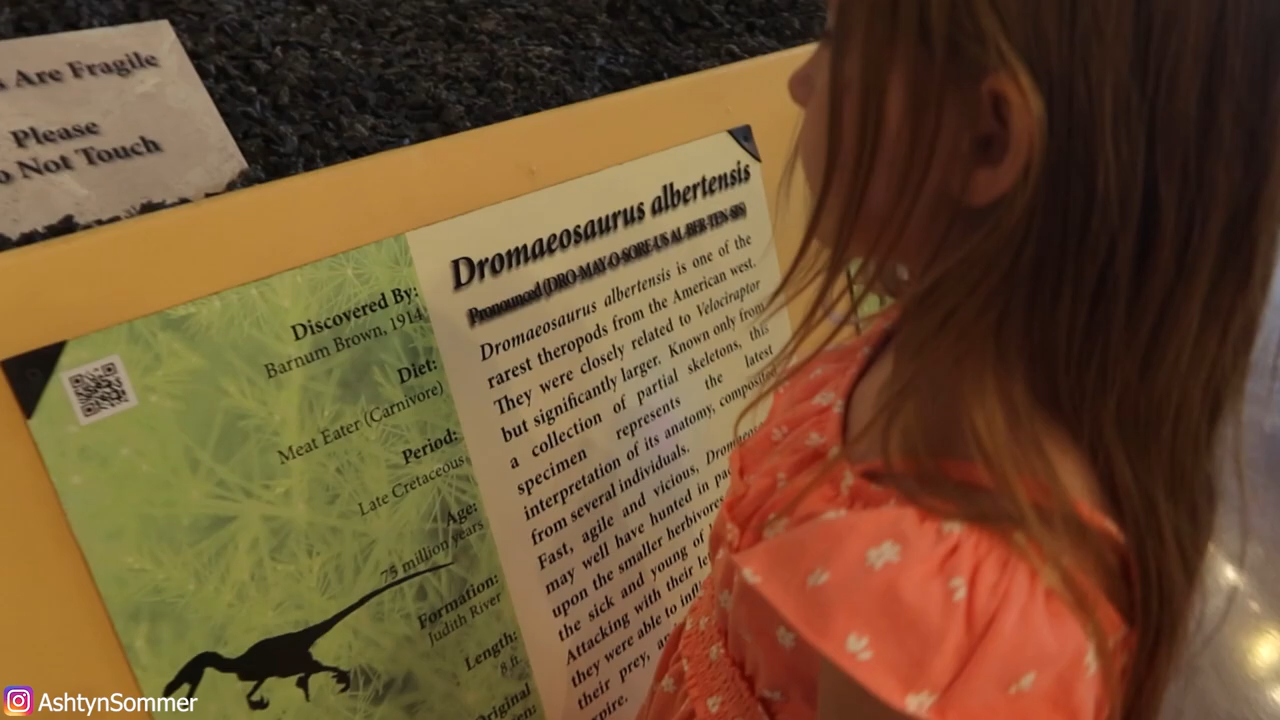 Are Fragile
Please
Not Touch
Discovered By:
Barnum Brown, 1914
Diet:
Meat Eater (Carnivore)
Period:
Late Cretaceous
Age:
75 million years
Formation:
Judith River
Length:
8 ft.
Original
Dromaeosaurus albertensis
Pronounced (DRO-MAY-O-SORE-US AL-BER-TEN-SIS)
Dromaeosaurus albertensis is one of the
rarest theropods from the American west.
They were closely related to Velociraptor
but significantly larger. Known only from
a collection of partial skeletons, this
specimen represents the latest
interpretation of its anatomy, composited
from several individuals.
Fast, agile and vicious,
may well have hunted in
upon the smaller herbivores
the sick and young of
Attacking with their
they were able to
their prey,
AshtynSommer